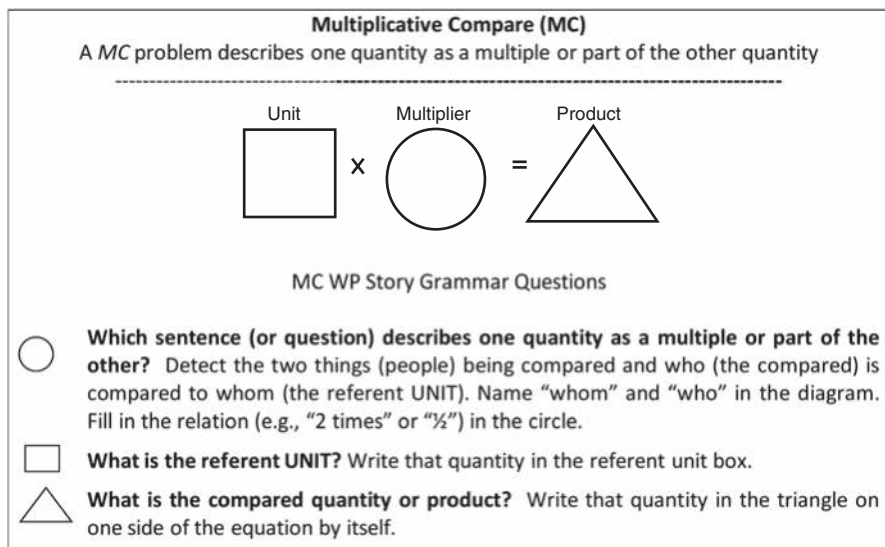 Multiplicative Compare (MC)
A MC problem describes one quantity as a multiple or part of the other quantity
Unit Multiplier Product
x =
MC WP Story Grammar Questions
Which sentence (or question) describes one quantity as a multiple or part of the
other? Detect the two things (people) being compared and who (the compared) is
compared to whom (the referent UNIT). Name “whom” and “who” in the diagram.
Fill in the relation (e.g., “2 times” or “½”) in the circle.
What is the referent UNIT? Write that quantity in the referent unit box.
What is the compared quantity or product? Write that quantity in the triangle on
one side of the equation by itself.